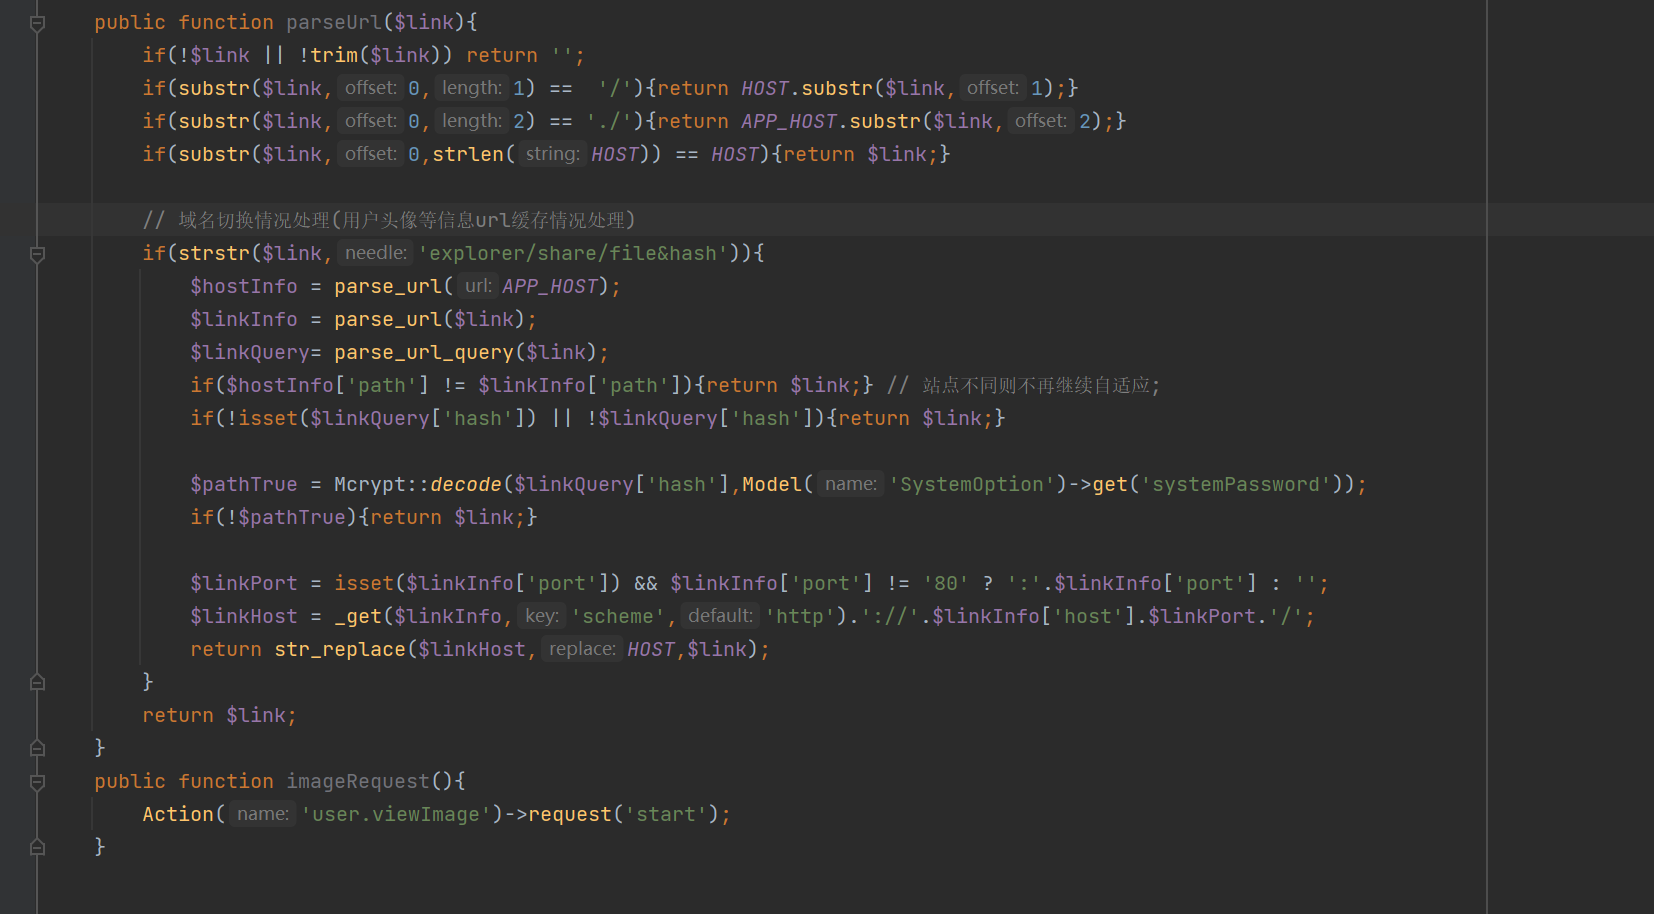 public function parseUrl($link){
if(!$link || !trim($link)) return '';
if(substr($link, offset: 0, length: 1) ==  '/'){return HOST.substr($link, offset: 1);}
if(substr($link, offset: 0, length: 2) == './'){return APP_HOST.substr($link, offset: 2);}
if(substr($link, offset: 0,strlen( string: HOST)) == HOST){return $link;}
// 域名切换情况处理(用户头像等信息url缓存情况处理)
if(strstr($link, needle: 'explorer/share/file&hash')){
$hostInfo = parse_url( url: APP_HOST);
$linkInfo = parse_url($link);
$linkQuery= parse_url_query($link);
if($hostInfo['path'] != $linkInfo['path']){return $link;} // 站点不同则不再继续自适应;
if(!isset($linkQuery['hash']) || !$linkQuery['hash']){return $link;}
$pathTrue = Mcrypt::decode($linkQuery['hash'],Model( name: 'SystemOption')->get('systemPassword'));
if(!$pathTrue){return $link;}
$linkPort = isset($linkInfo['port']) && $linkInfo['port'] != '80' ? ':'.$linkInfo['port'] : '';
$linkHost = _get($linkInfo, key: 'scheme', default: 'http').'://'.$linkInfo['host'].$linkPort.'/';
return str_replace($linkHost, replace: HOST,$link);
}
return $link;
}
public function imageRequest(){
Action( name: 'user.viewImage')->request('start');
}